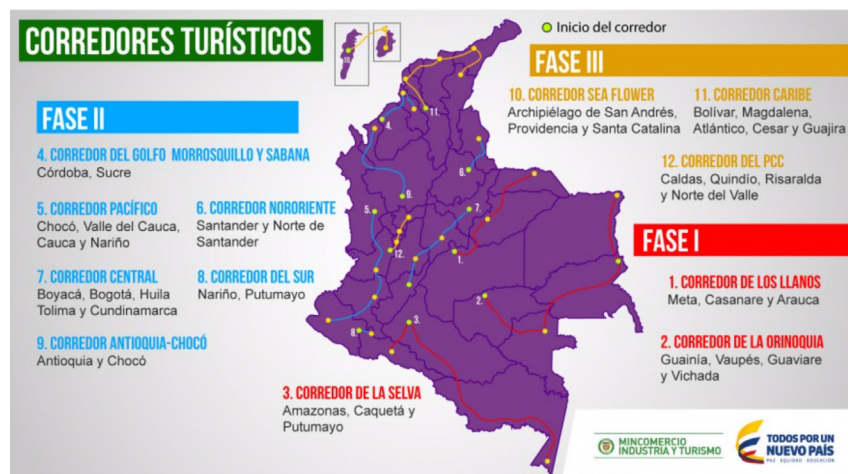 CORREDORES TURÍSTICOS
Inicio del corredor
FASE III
10. CORREDOR SEA FLOWER
Archipiélago de San Andrés,
Providencia y Santa Catalina
11. CORREDOR CARIBE
Bolívar, Magdalena,
Atlántico, Cesar y Guajira
12. CORREDOR DEL PCC
Caldas, Quindío, Risaralda
y Norte del Valle
FASE II
4. CORREDOR DEL GOLFO MORROSQUILLO Y SABANA
Córdoba, Sucre
5. CORREDOR PACÍFICO
Chocó, Valle del Cauca,
Cauca y Nariño
6. CORREDOR NORORIENTE
Santander y Norte de
Santander
7. CORREDOR CENTRAL
Boyacá, Bogotá, Huila
Tolima y Cundinamarca
8. CORREDOR DEL SUR
Nariño, Putumayo
9. CORREDOR ANTIOQUIA-CHOCÓ
Antioquia y Chocó
FASE I
1. CORREDOR DE LOS LLANOS
Meta, Casanare y Arauca
2. CORREDOR DE LA ORINOQUIA
Guainía, Vaupés, Guaviare
y Vichada
3. CORREDOR DE LA SELVA
Amazonas, Caquetá y
Putumayo
10.
11.
4.
6.
9.
5.
7.
12.
1.
2.
3.
8.
MINCOMERCIO
INDUSTRIA Y TURISMO
TODOS POR UN
NUEVO PAÍS
PAZ EQUIDAD EDUCACIÓN